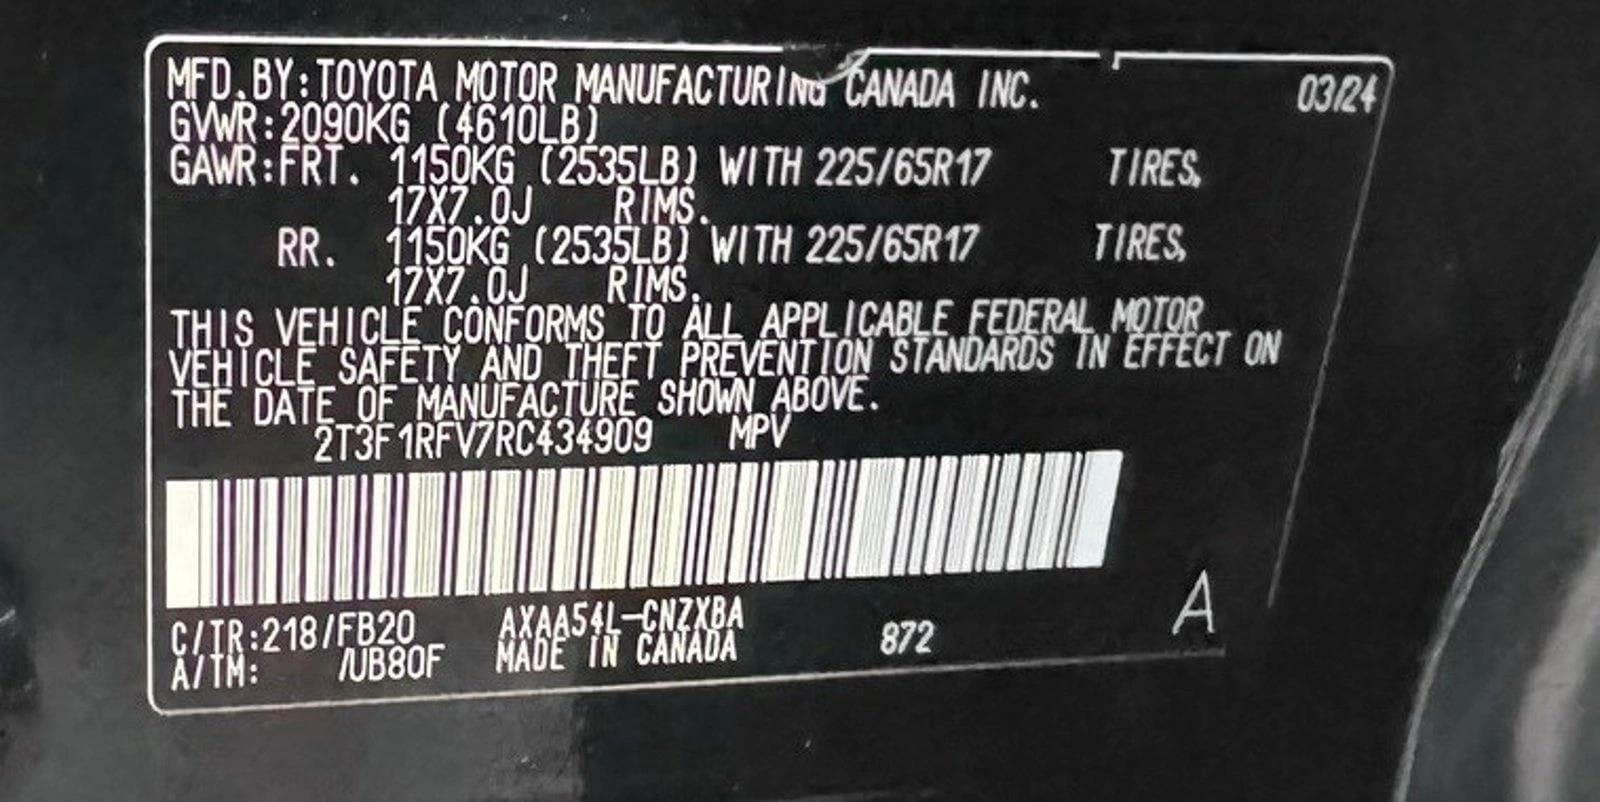 MFD.BY:TOYOTA MOTOR MANUFACTURING CANADA INC. 03/24
GVWR:2090KG (4610LB)
GAWR:FRT. 1150KG (2535LB) WITH 225/65R17 TIRES,
17X7.0J RIMS.
RR. 1150KG (2535LB) WITH 225/65R17 TIRES,
17X7.0J RIMS.
THIS VEHICLE CONFORMS TO ALL APPLICABLE FEDERAL MOTOR
VEHICLE SAFETY AND THEFT PREVENTION STANDARDS IN EFFECT ON
THE DATE OF MANUFACTURE SHOWN ABOVE.
2T3F1RFV7RC434909 MPV
C/TR:218/FB20 AXAA54L-CNZXBA
A/TM: /UB80F MADE IN CANADA 872 A